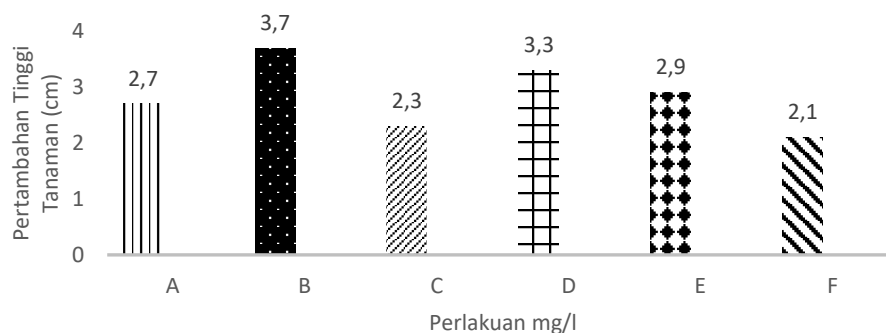 Pertambahan Tinggi
Tanaman (cm)
4
3
2
1
0
2,7
3,7
2,3
3,3
2,9
2,1
A B C D E F
Perlakuan mg/l